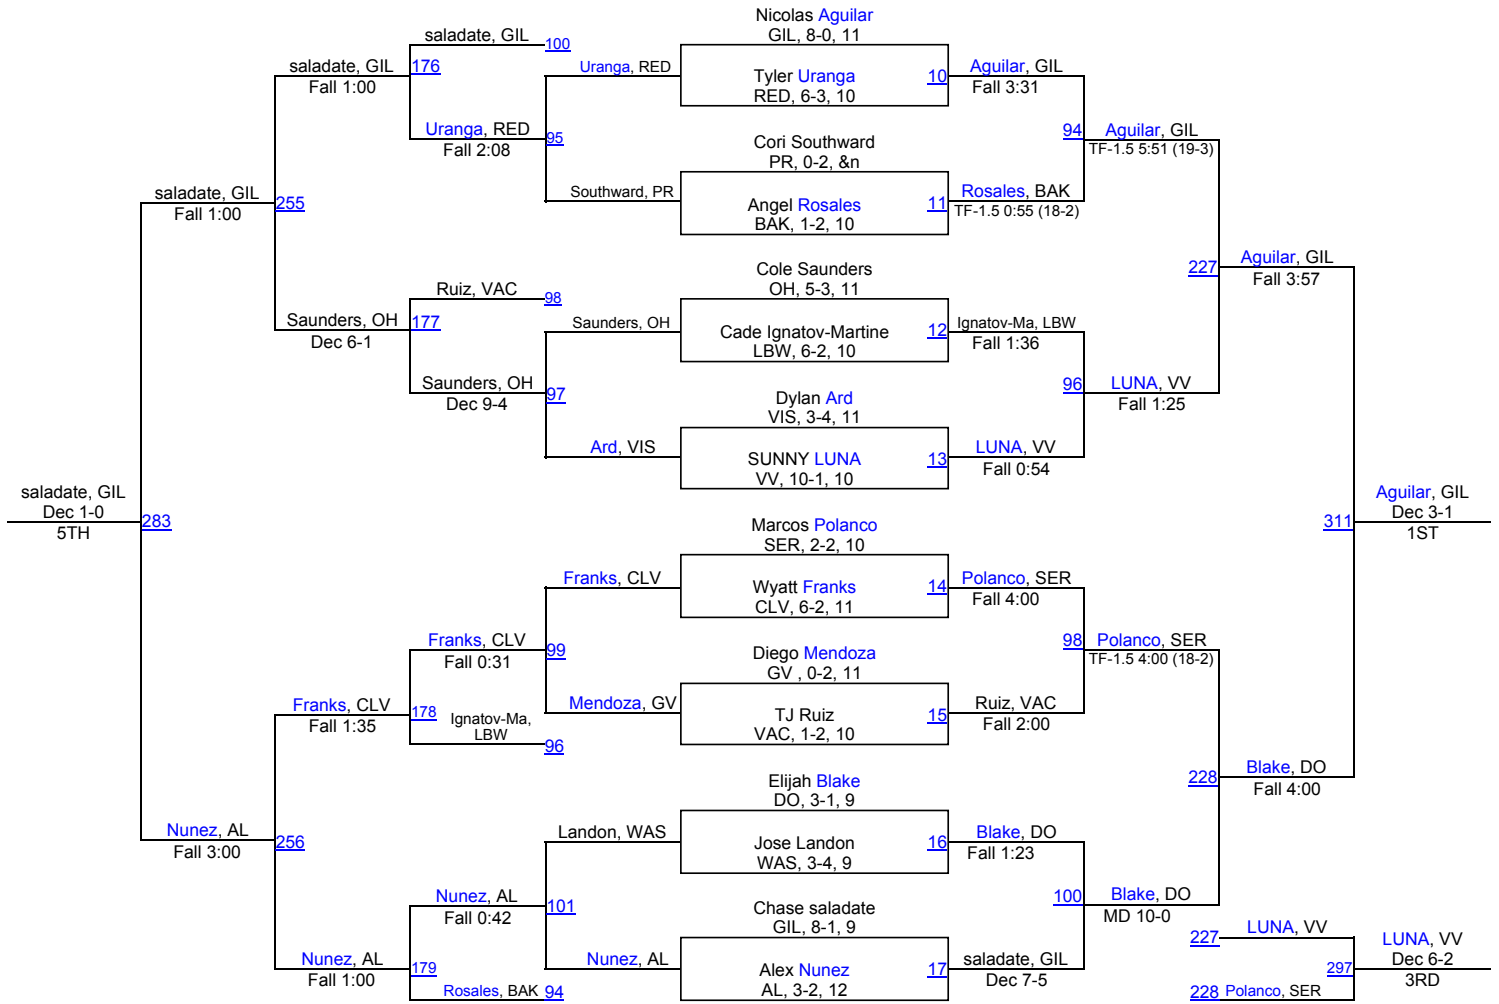 Nicolas Aguilar
GIL, 8-0, 11
saladate, GIL
100
saladate, GIL
176
Fall 1:00
Uranga, RED
Tyler Uranga
RED, 6-3, 10
10
Aguilar, GIL
Fall 3:31
Uranga, RED
Fall 2:08
95
Cori Southward
PR, 0-2, &n
94
Aguilar, GIL
TF-1.5 5:51 (19-3)
saladate, GIL
Fall 1:00
255
Southward, PR
Angel Rosales
BAK, 1-2, 10
11
Rosales, BAK
TF-1.5 0:55 (18-2)
Cole Saunders
OH, 5-3, 11
227
Aguilar, GIL
Fall 3:57
Ruiz, VAC
98
Saunders, OH
Dec 6-1
177
Saunders, OH
Cade Ignatov-Martine
LBW, 6-2, 10
12
Ignatov-Ma, LBW
Fall 1:36
Saunders, OH
Dec 9-4
97
Dylan Ard
VIS, 3-4, 11
96
LUNA, VV
Fall 1:25
Ard, VIS
SUNNY LUNA
VV, 10-1, 10
13
LUNA, VV
Fall 0:54
saladate, GIL
Dec 1-0
5TH
283
Marcos Polanco
SER, 2-2, 10
311
Aguilar, GIL
Dec 3-1
1ST
Franks, CLV
Wyatt Franks
CLV, 6-2, 11
14
Polanco, SER
Fall 4:00
Franks, CLV
Fall 0:31
99
Diego Mendoza
GV , 0-2, 11
98
Polanco, SER
TF-1.5 4:00 (18-2)
Franks, CLV
Fall 1:35
178
Ignatov-Ma,
LBW
96
Mendoza, GV
TJ Ruiz
VAC, 1-2, 10
15
Ruiz, VAC
Fall 2:00
Elijah Blake
DO, 3-1, 9
228
Blake, DO
Fall 4:00
Nunez, AL
Fall 3:00
256
Landon, WAS
Jose Landon
WAS, 3-4, 9
16
Blake, DO
Fall 1:23
Nunez, AL
Fall 0:42
101
Chase saladate
GIL, 8-1, 9
100
Blake, DO
MD 10-0
Nunez, AL
Fall 1:00
179
Rosales, BAK
94
Nunez, AL
Alex Nunez
AL, 3-2, 12
17
saladate, GIL
Dec 7-5
227
LUNA, VV
228
Polanco, SER
297
LUNA, VV
Dec 6-2
3RD